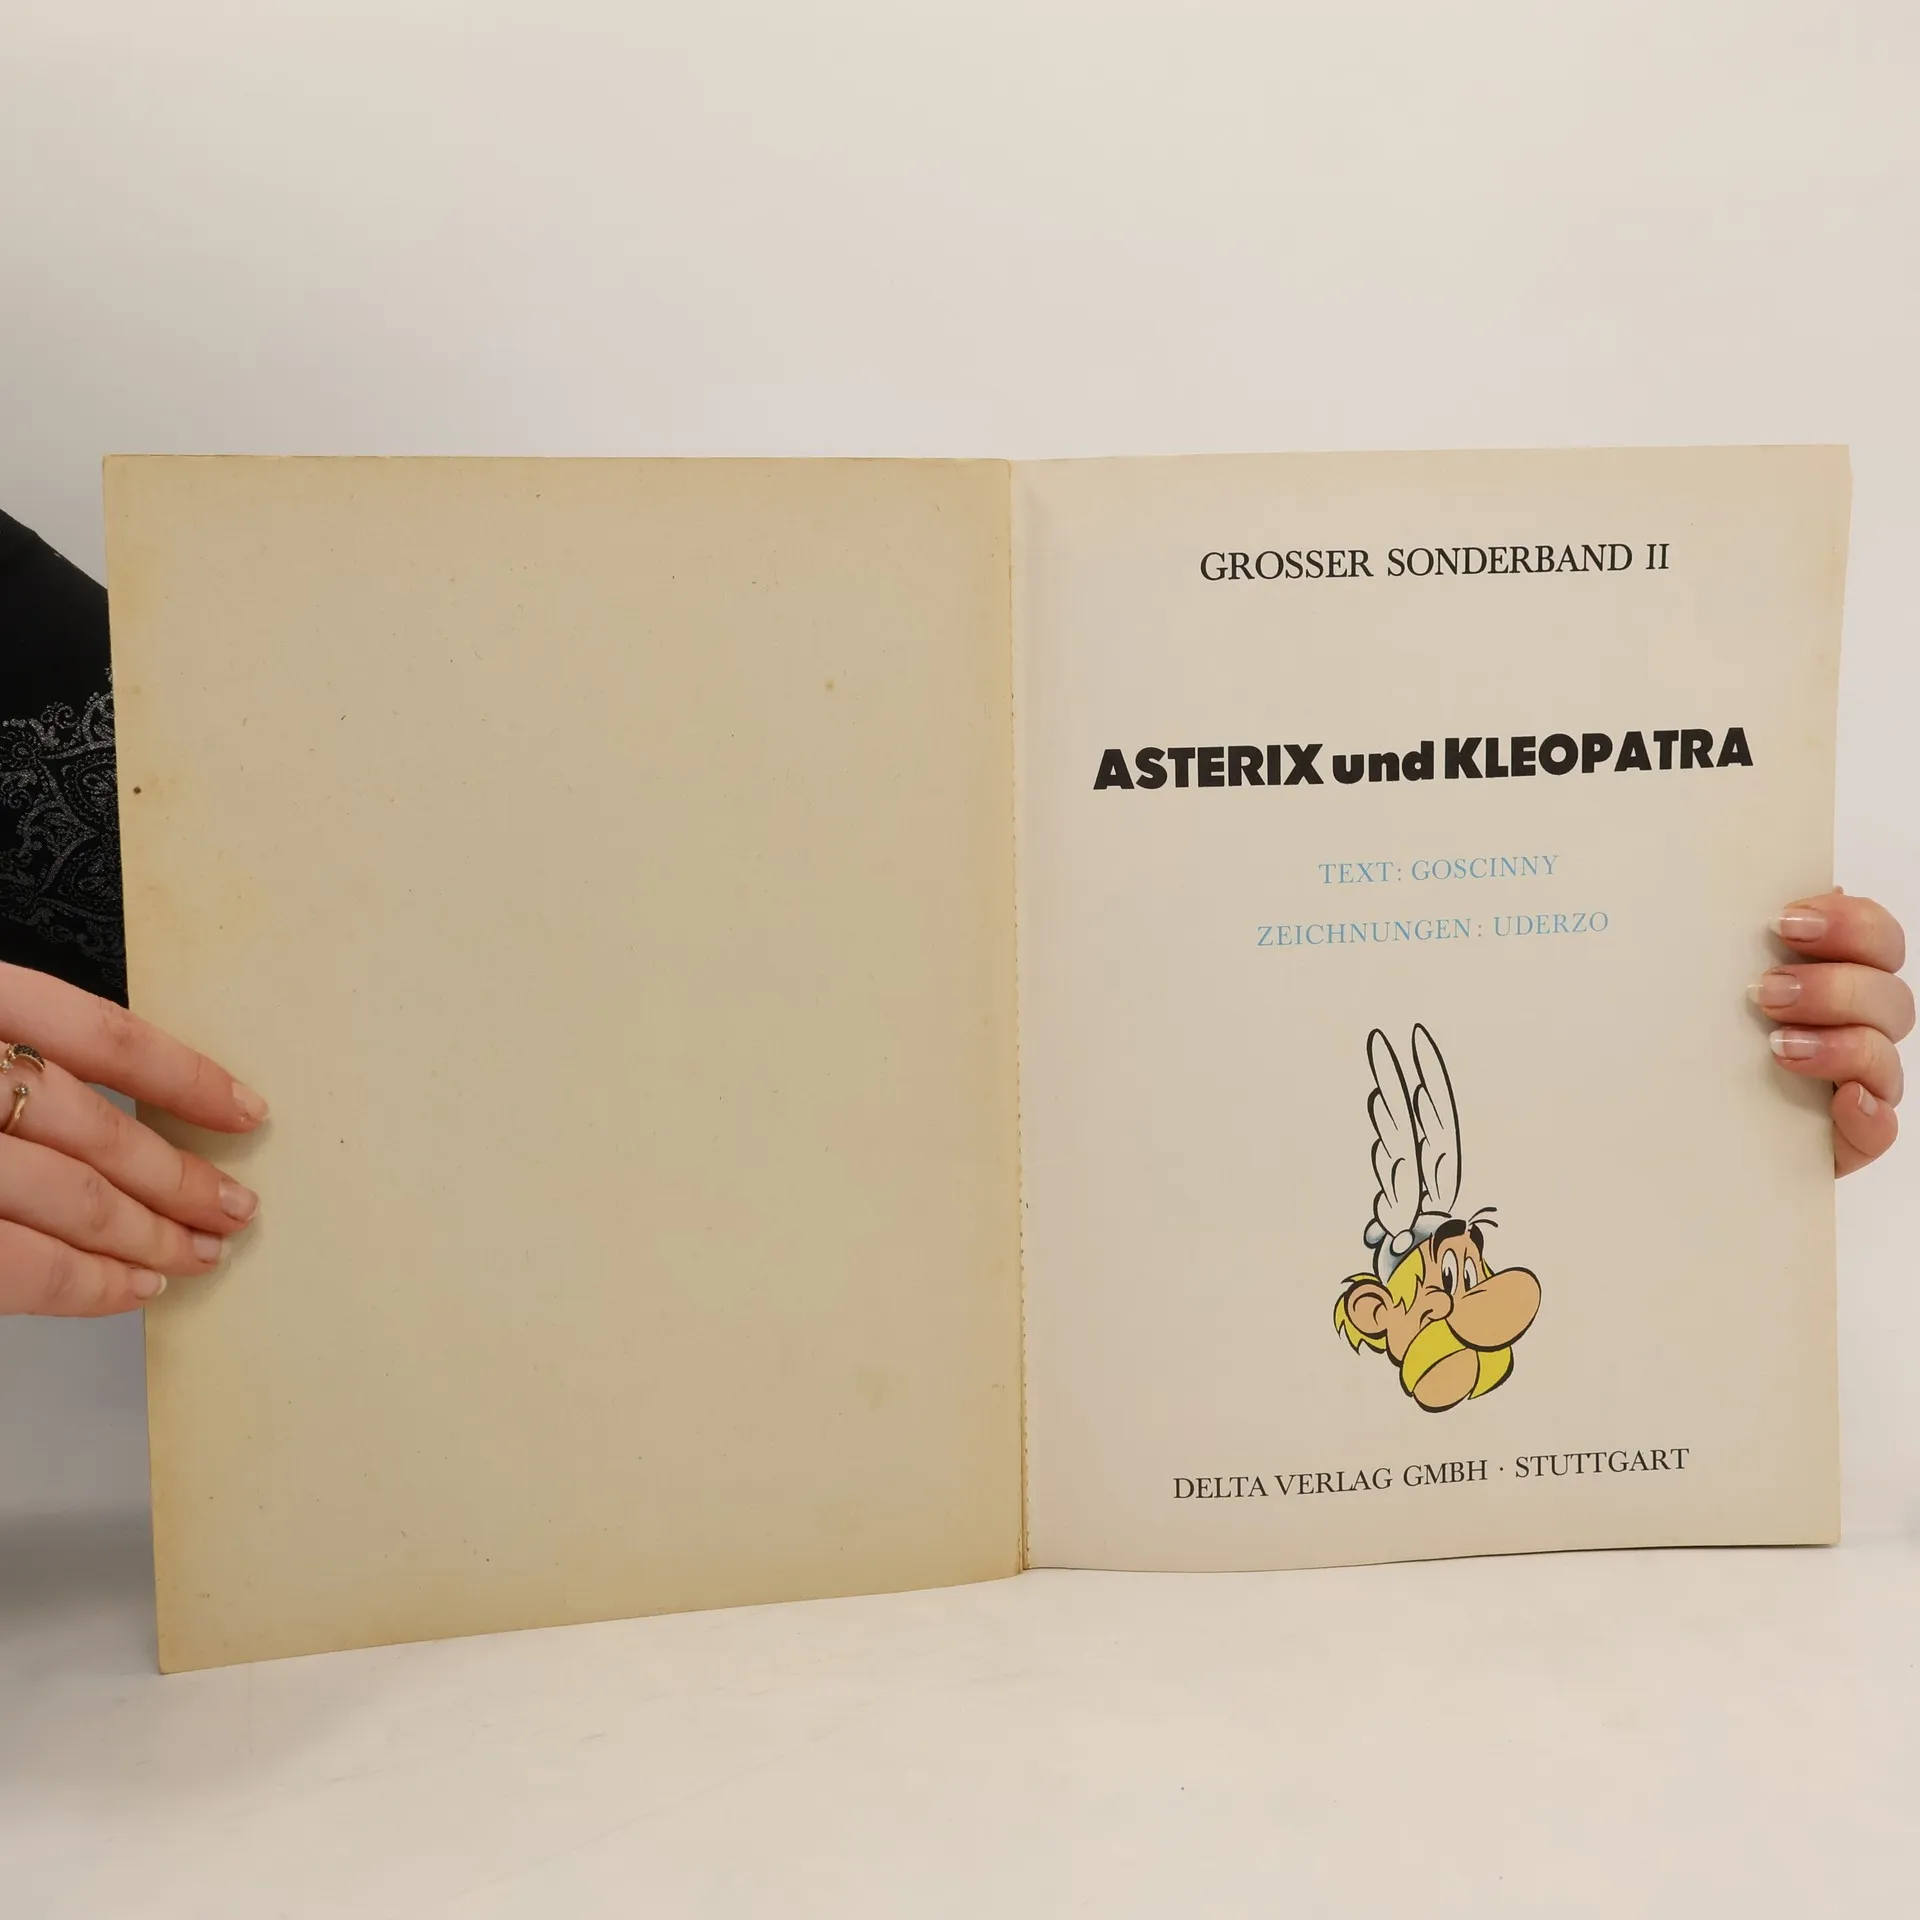 GROSSER SONDERBAND II
ASTERIX und KLEOPATRA
TEXT: GOSCINNY
ZEICHNUNGEN: UDERZO
DELTA VERLAG GMBH · STUTTGART